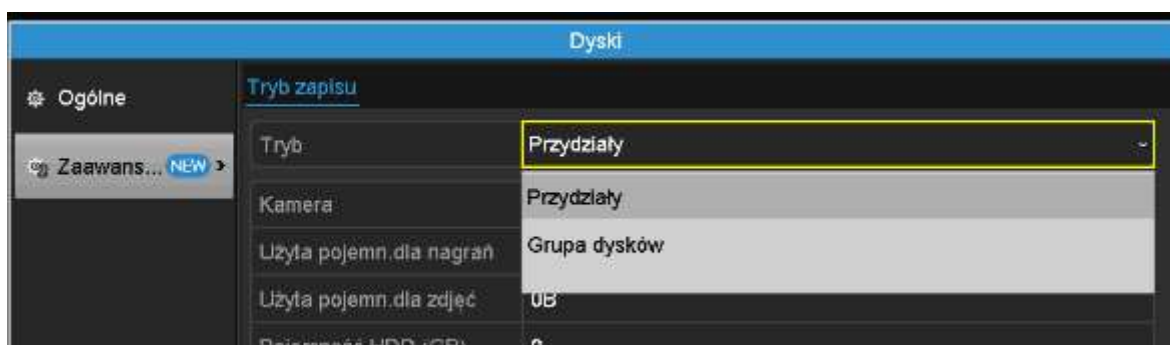 Dyski
Ogólne
Tryb zapisu
Zaawans... NEW
Tryb Przydziały
Przydziały
Kamera
Grupa dysków
Użyta pojemn.dla nagrań
Użyta pojemn.dla zdjęć 0B